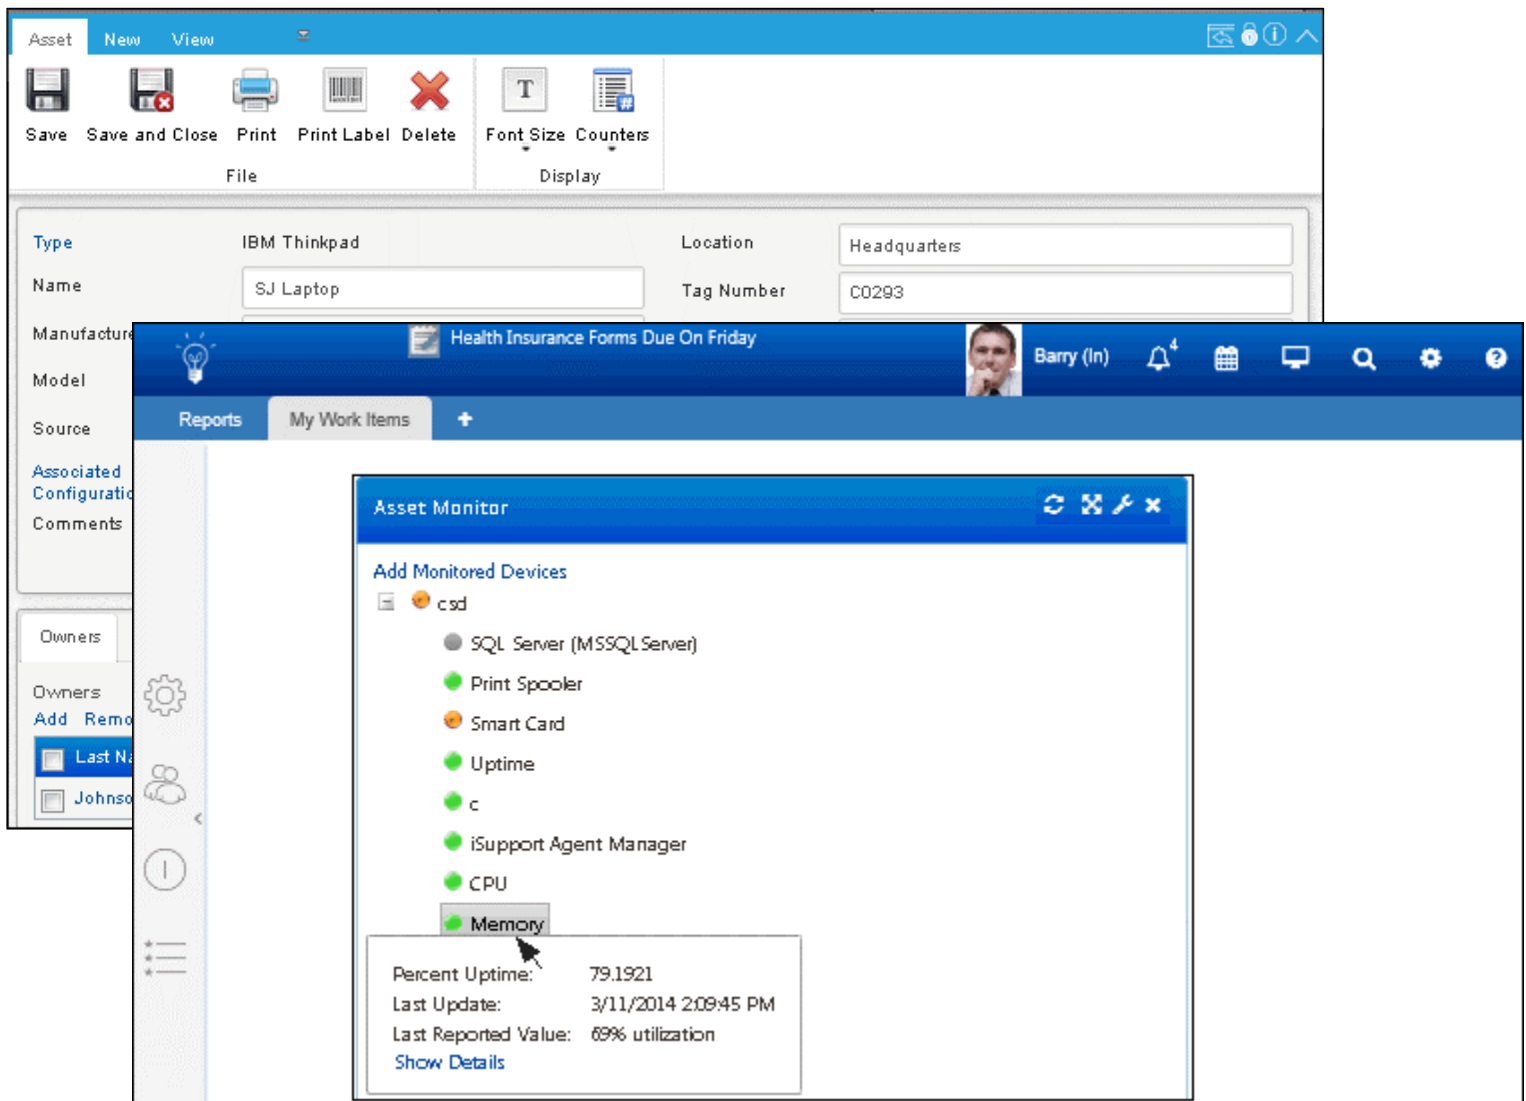 Asset New View
Save Save and Close Print Print Label Delete Font Size Counters
File Display
Type IBM Thinkpad Location Headquarters
Name SJ Laptop Tag Number C0293
Manufacture
Model
Source
Associated
Configuratio
Comments
Owners
Owners
Add Remo
Last Na
Johnso
Health Insurance Forms Due On Friday
Barry (In) 4
Reports My Work Items +
Asset Monitor
Add Monitored Devices
csd
SQL Server (MSSQLServer)
Print Spooler
Smart Card
Uptime
c
iSupport Agent Manager
CPU
Memory
Percent Uptime: 79.1921
Last Update: 3/11/2014 2:09:45 PM
Last Reported Value: 69% utilization
Show Details